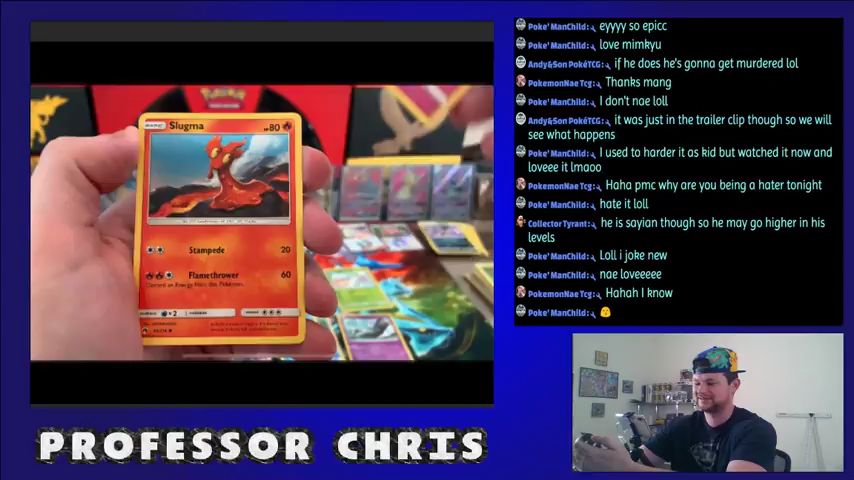 Slugma
80
Stampede 20
Flamethrower 60
PROFESSOR CHRIS
Poke' ManChild: eyyyy so epicc
Poke' ManChild: love mimkyu
Andy&Son PokéTCG: if he does he's gonna get murdered lol
PokemonNae Tcg: Thanks mang
Poke' ManChild: I don't nae loll
Andy&Son PokéTCG: it was just in the trailer clip though so we will
see what happens
Poke' ManChild: I used to harder it as kid but watched it now and
loveee it lmaoo
PokemonNae Tcg: Haha pmc why are you being a hater tonight
Poke' ManChild: hate it loll
Collector Tyrant: he is sayian though so he may go higher in his
levels
Poke' ManChild: Loll i joke new
Poke' ManChild: nae loveeeee
PokemonNae Tcg: Hahah I know
Poke' ManChild: